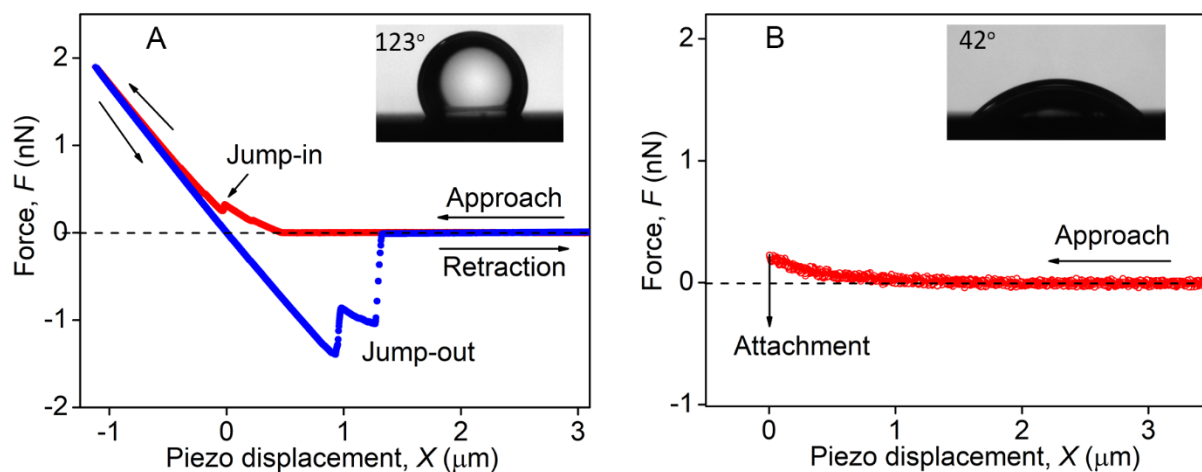 A
123°
2
1
0
-1
-2
Force, F (nN)
Jump-in
Approach
Retraction
Jump-out
-1
0
1
2
3
Piezo displacement, X (μm)
B
42°
2
1
0
-1
Force, F (nN)
Approach
Attachment
0
1
2
3
Piezo displacement, X (μm)